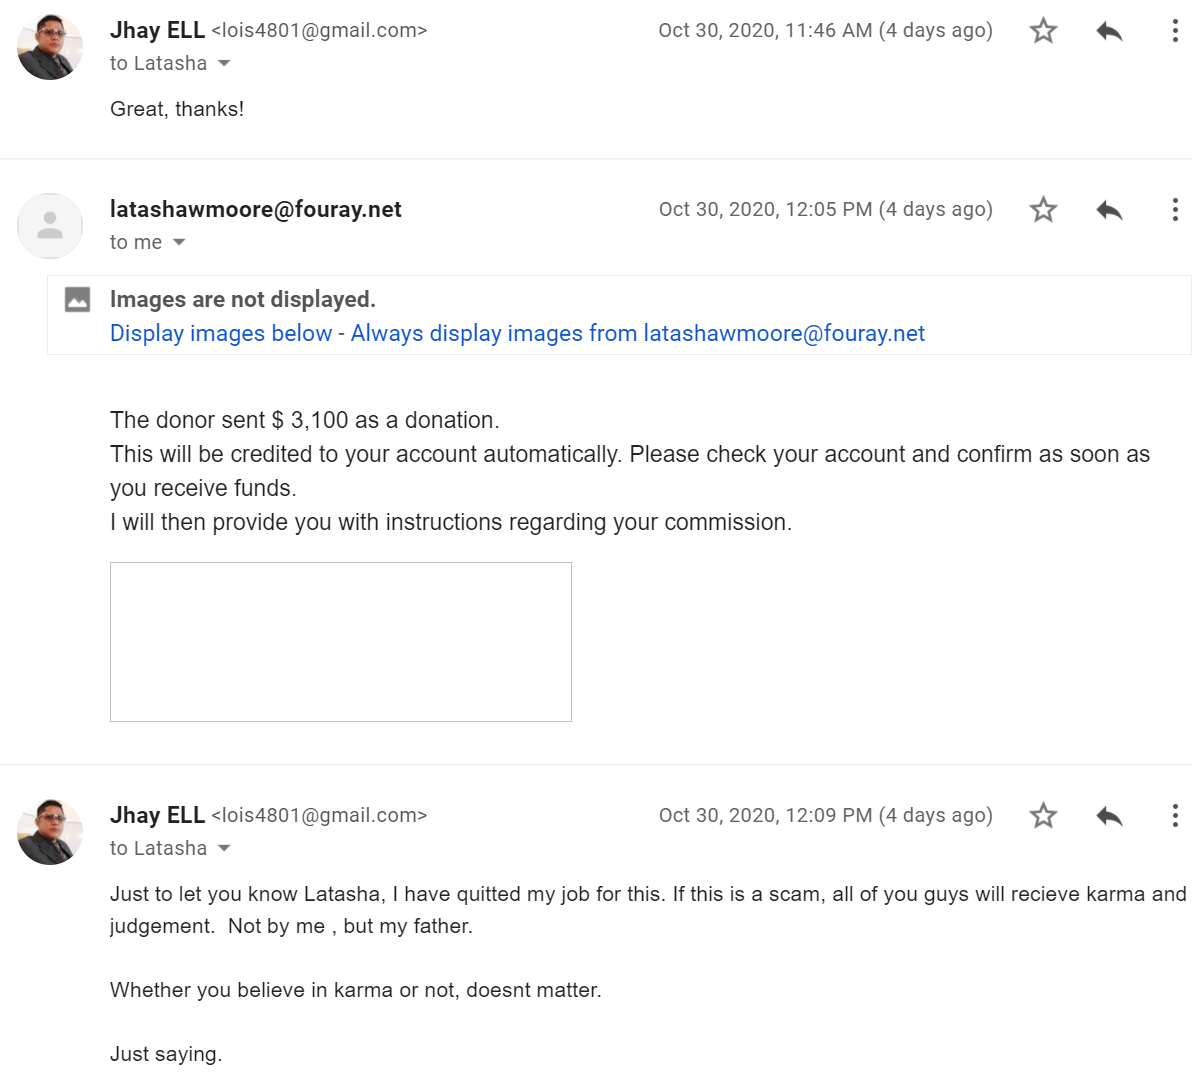 Jhay ELL <lois4801@gmail.com> Oct 30, 2020, 11:46 AM (4 days ago)
to Latasha
Great, thanks!
latashawmoore@fouray.net Oct 30, 2020, 12:05 PM (4 days ago)
to me
Images are not displayed.
Display images below - Always display images from latashawmoore@fouray.net
The donor sent $ 3,100 as a donation.
This will be credited to your account automatically. Please check your account and confirm as soon as
you receive funds.
I will then provide you with instructions regarding your commission.
Jhay ELL <lois4801@gmail.com> Oct 30, 2020, 12:09 PM (4 days ago)
to Latasha
Just to let you know Latasha, I have quitted my job for this. If this is a scam, all of you guys will recieve karma and
judgement.  Not by me , but my father.
Whether you believe in karma or not, doesnt matter.
Just saying.